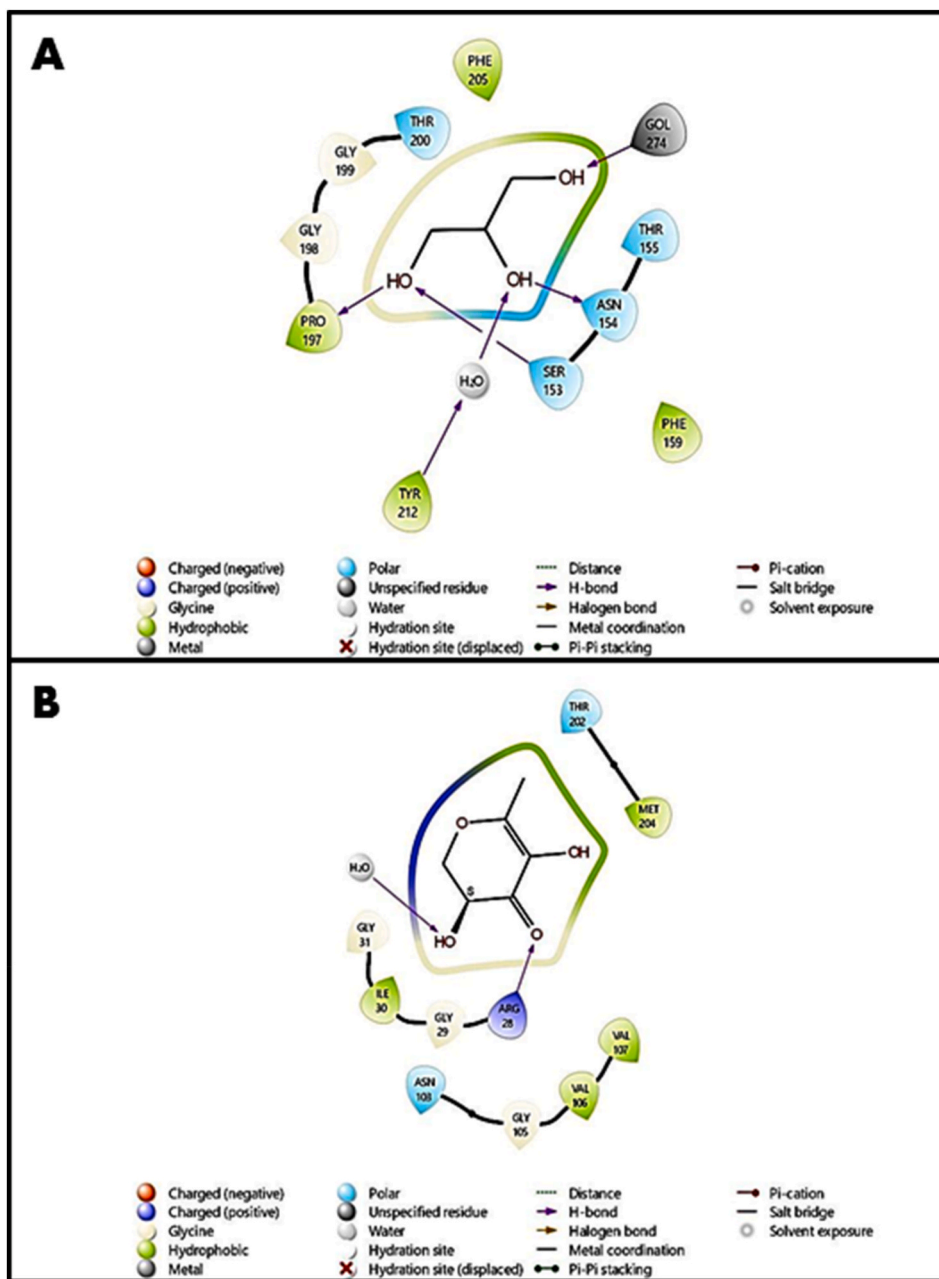 A
PHE
205
THR
200
GOL
274
GLY
199
OH
THR
155
GLY
198
HO
OH
ASN
154
PRO
197
H₂O
SER
153
PHE
159
TYR
212
Charged (negative)
Charged (positive)
Glycine
Hydrophobic
Metal
Polar
Unspecified residue
Water
Hydration site
Hydration site (displaced)
Distance
H-bond
Halogen bond
Metal coordination
Pi-Pi stacking
Pi-cation
Salt bridge
Solvent exposure
B
THR
202
MET
204
O
OH
H₂O
S
HO
O
GLY
31
ILE
30
GLY
29
ARG
28
VAL
107
ASN
103
VAL
106
GLY
105
Charged (negative)
Charged (positive)
Glycine
Hydrophobic
Metal
Polar
Unspecified residue
Water
Hydration site
Hydration site (displaced)
Distance
H-bond
Halogen bond
Metal coordination
Pi-Pi stacking
Pi-cation
Salt bridge
Solvent exposure